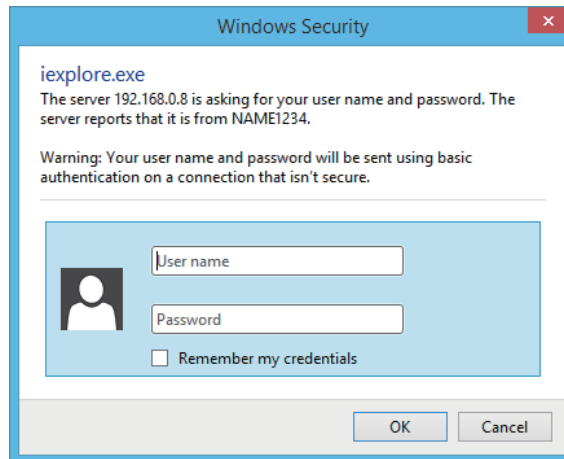 Windows Security
iexplore.exe
The server 192.168.0.8 is asking for your user name and password. The
server reports that it is from NAME1234.
Warning: Your user name and password will be sent using basic
authentication on a connection that isn't secure.
User name
Password
Remember my credentials
OK
Cancel